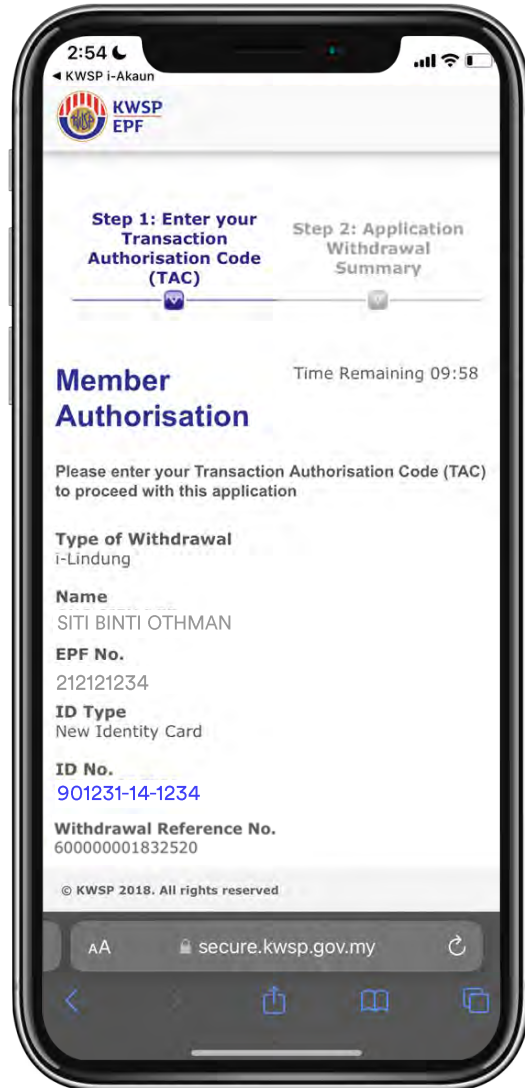 2:54
◀ KWSP i-Akaun
KWSP
EPF
Step 1: Enter your
Transaction
Authorisation Code
(TAC)
Step 2: Application
Withdrawal
Summary
Member
Authorisation
Time Remaining 09:58
Please enter your Transaction Authorisation Code (TAC)
to proceed with this application
Type of Withdrawal
i-Lindung
Name
SITI BINTI OTHMAN
EPF No.
212121234
ID Type
New Identity Card
ID No.
901231-14-1234
Withdrawal Reference No.
600000001832520
© KWSP 2018. All rights reserved
AA secure.kwsp.gov.my